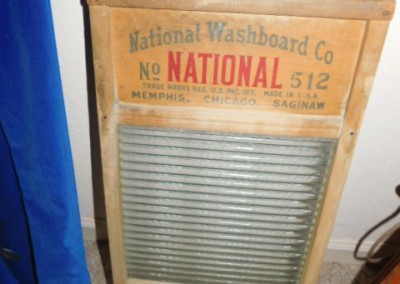 National Washboard Co
No NATIONAL 512
TRADE MARKS REG. U.S. PAT. OFF. MADE IN U.S.A.
MEMPHIS, CHICAGO, SAGINAW